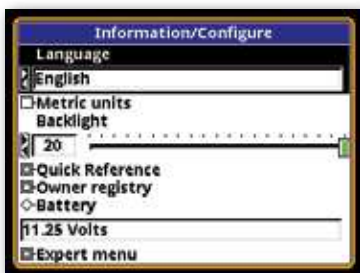 Information/Configure
Language
English
Metric units
Backlight
20
Quick Reference
Owner registry
Battery
11.25 Volts
Expert menu